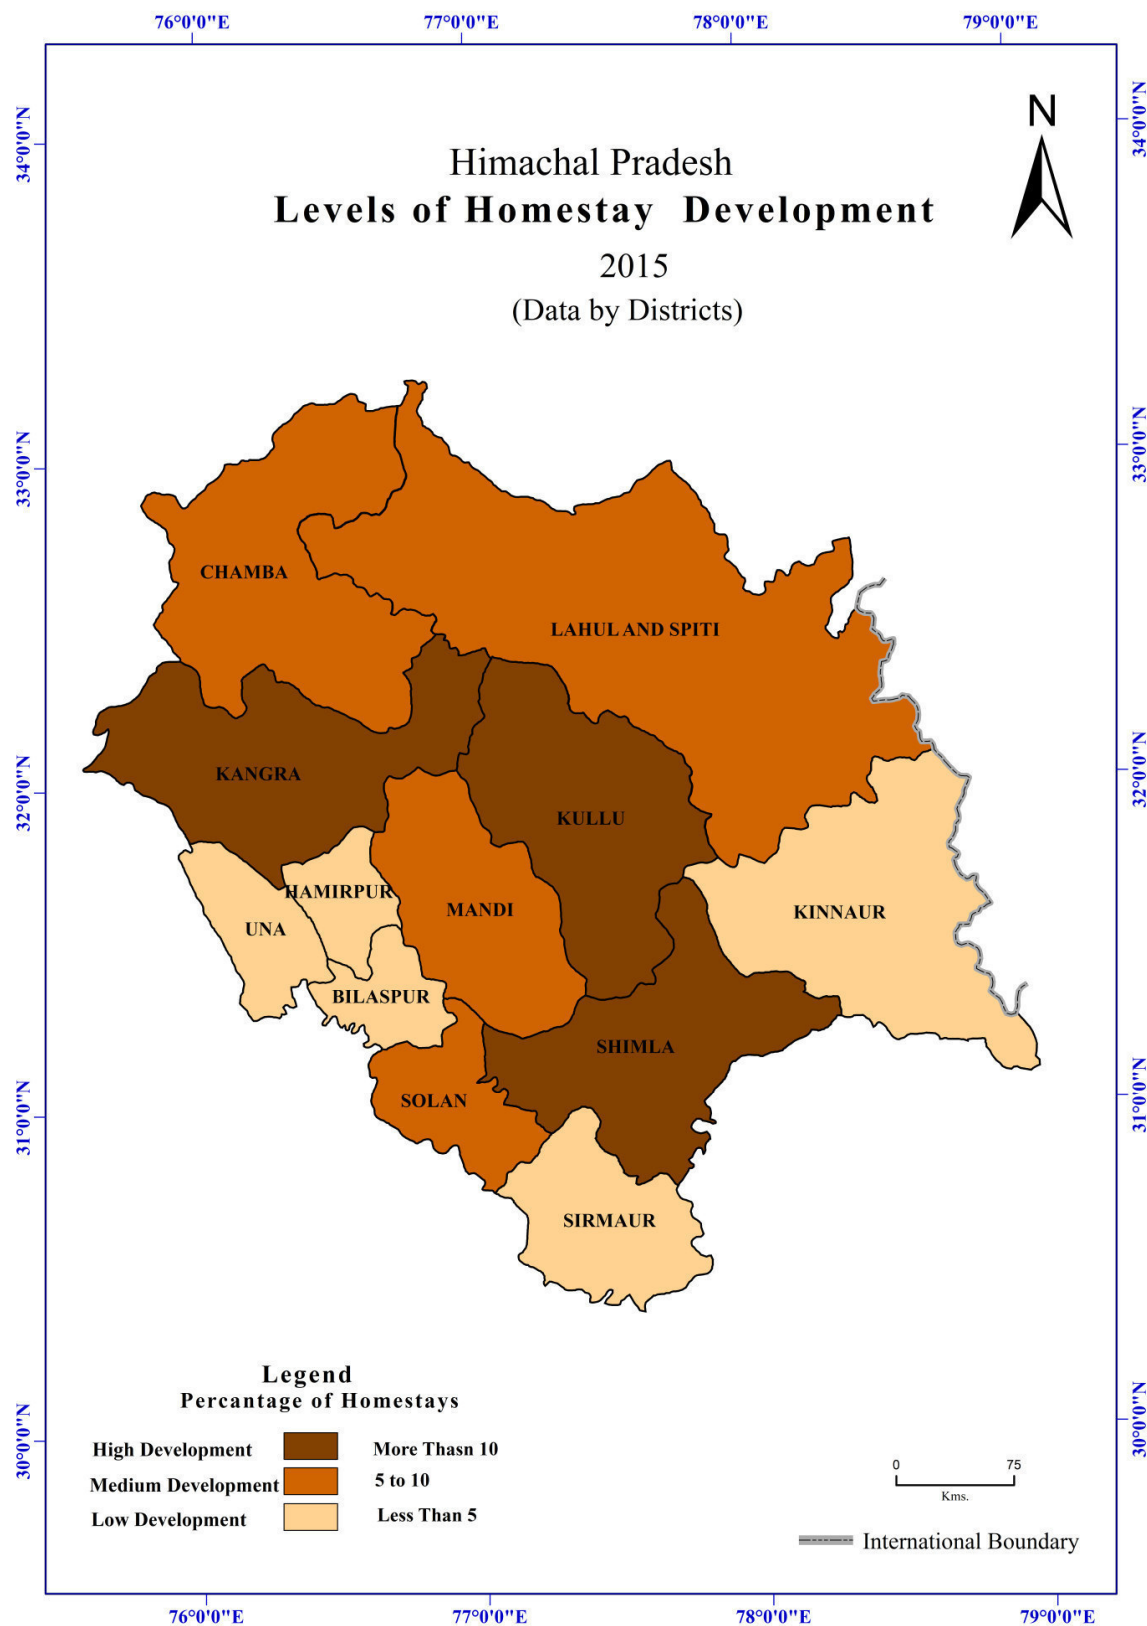 76°0'0"E 77°0'0"E 78°0'0"E 79°0'0"E
N
34°0'0"N
34°0'0"N
Himachal Pradesh
Levels of Homestay Development
2015
(Data by Districts)
33°0'0"N
33°0'0"N
CHAMBA
LAHUL AND SPITI
32°0'0"N
32°0'0"N
KANGRA
KULLU
HAMIRPUR
MANDI
KINNAUR
UNA
BILASPUR
SHIMLA
31°0'0"N
31°0'0"N
SOLAN
SIRMAUR
Legend
Percantage of Homestays
30°0'0"N
30°0'0"N
High Development More Thasn 10
Medium Development 5 to 10
Low Development Less Than 5
0 75
Kms.
International Boundary
76°0'0"E 77°0'0"E 78°0'0"E 79°0'0"E